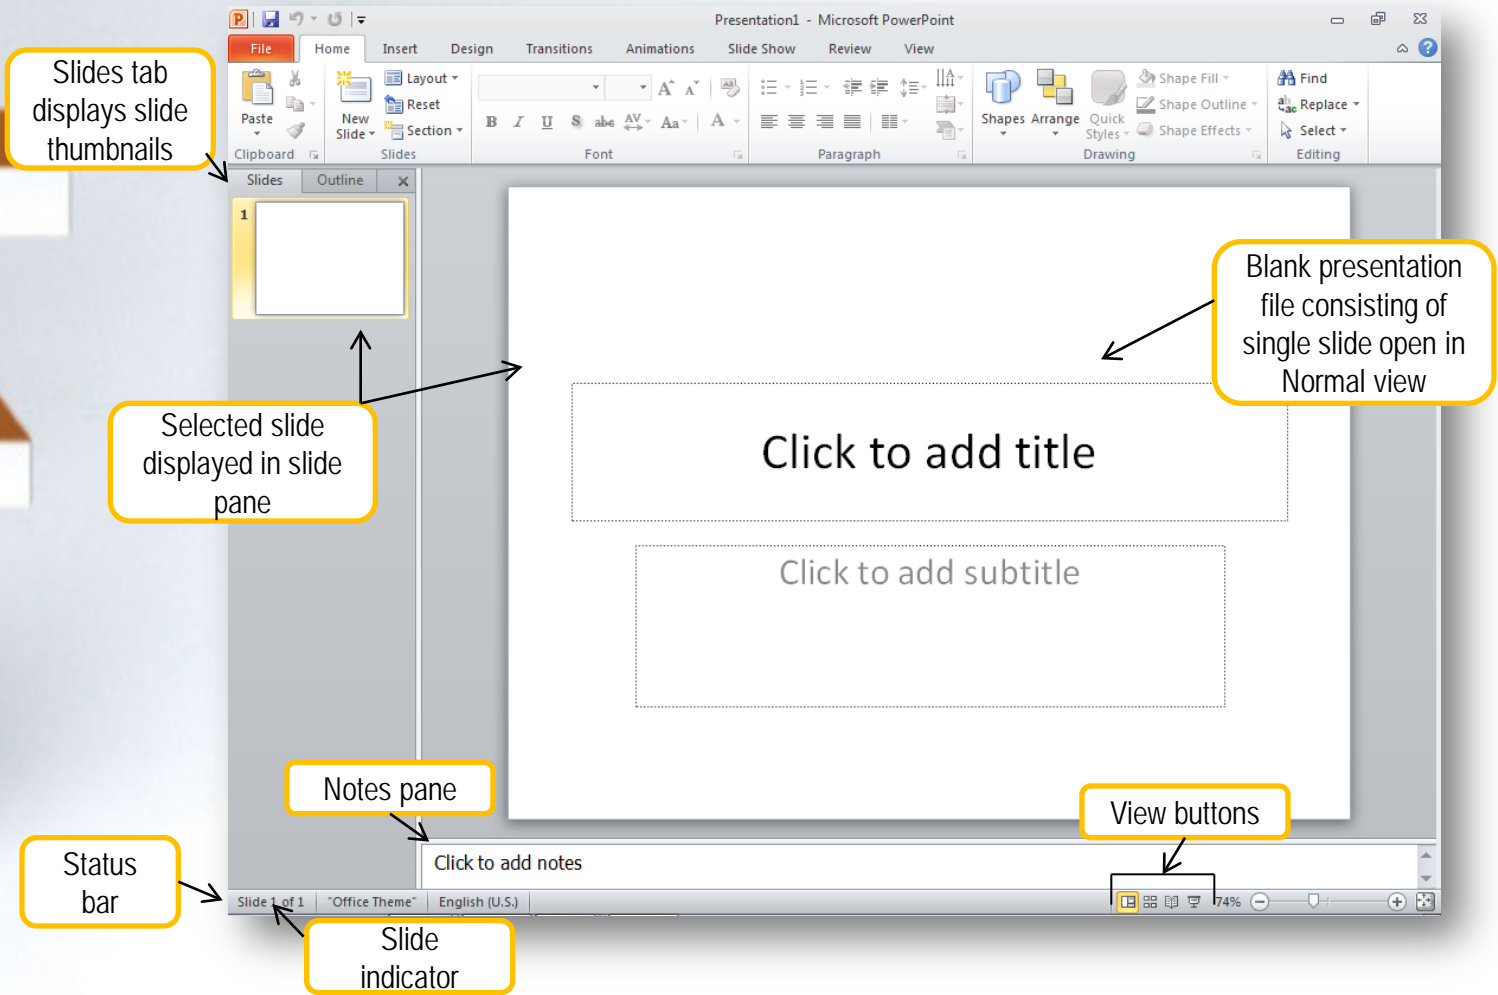 Presentation1 - Microsoft PowerPoint
File Home Insert Design Transitions Animations Slide Show Review View
Slides tab
displays slide
thumbnails
Paste
New
Slide
Layout
Reset
Section
B I U S abc AV Aa A
Shapes Arrange Quick
Styles
Shape Fill
Shape Outline
Shape Effects
Find
Replace
Select
Clipboard Slides Font Paragraph Drawing Editing
Slides Outline
1
Blank presentation
file consisting of
single slide open in
Normal view
Selected slide
displayed in slide
pane
Click to add title
Click to add subtitle
Notes pane
View buttons
Click to add notes
Status
bar
Slide 1 of 1 "Office Theme" English (U.S.) 74%
Slide
indicator